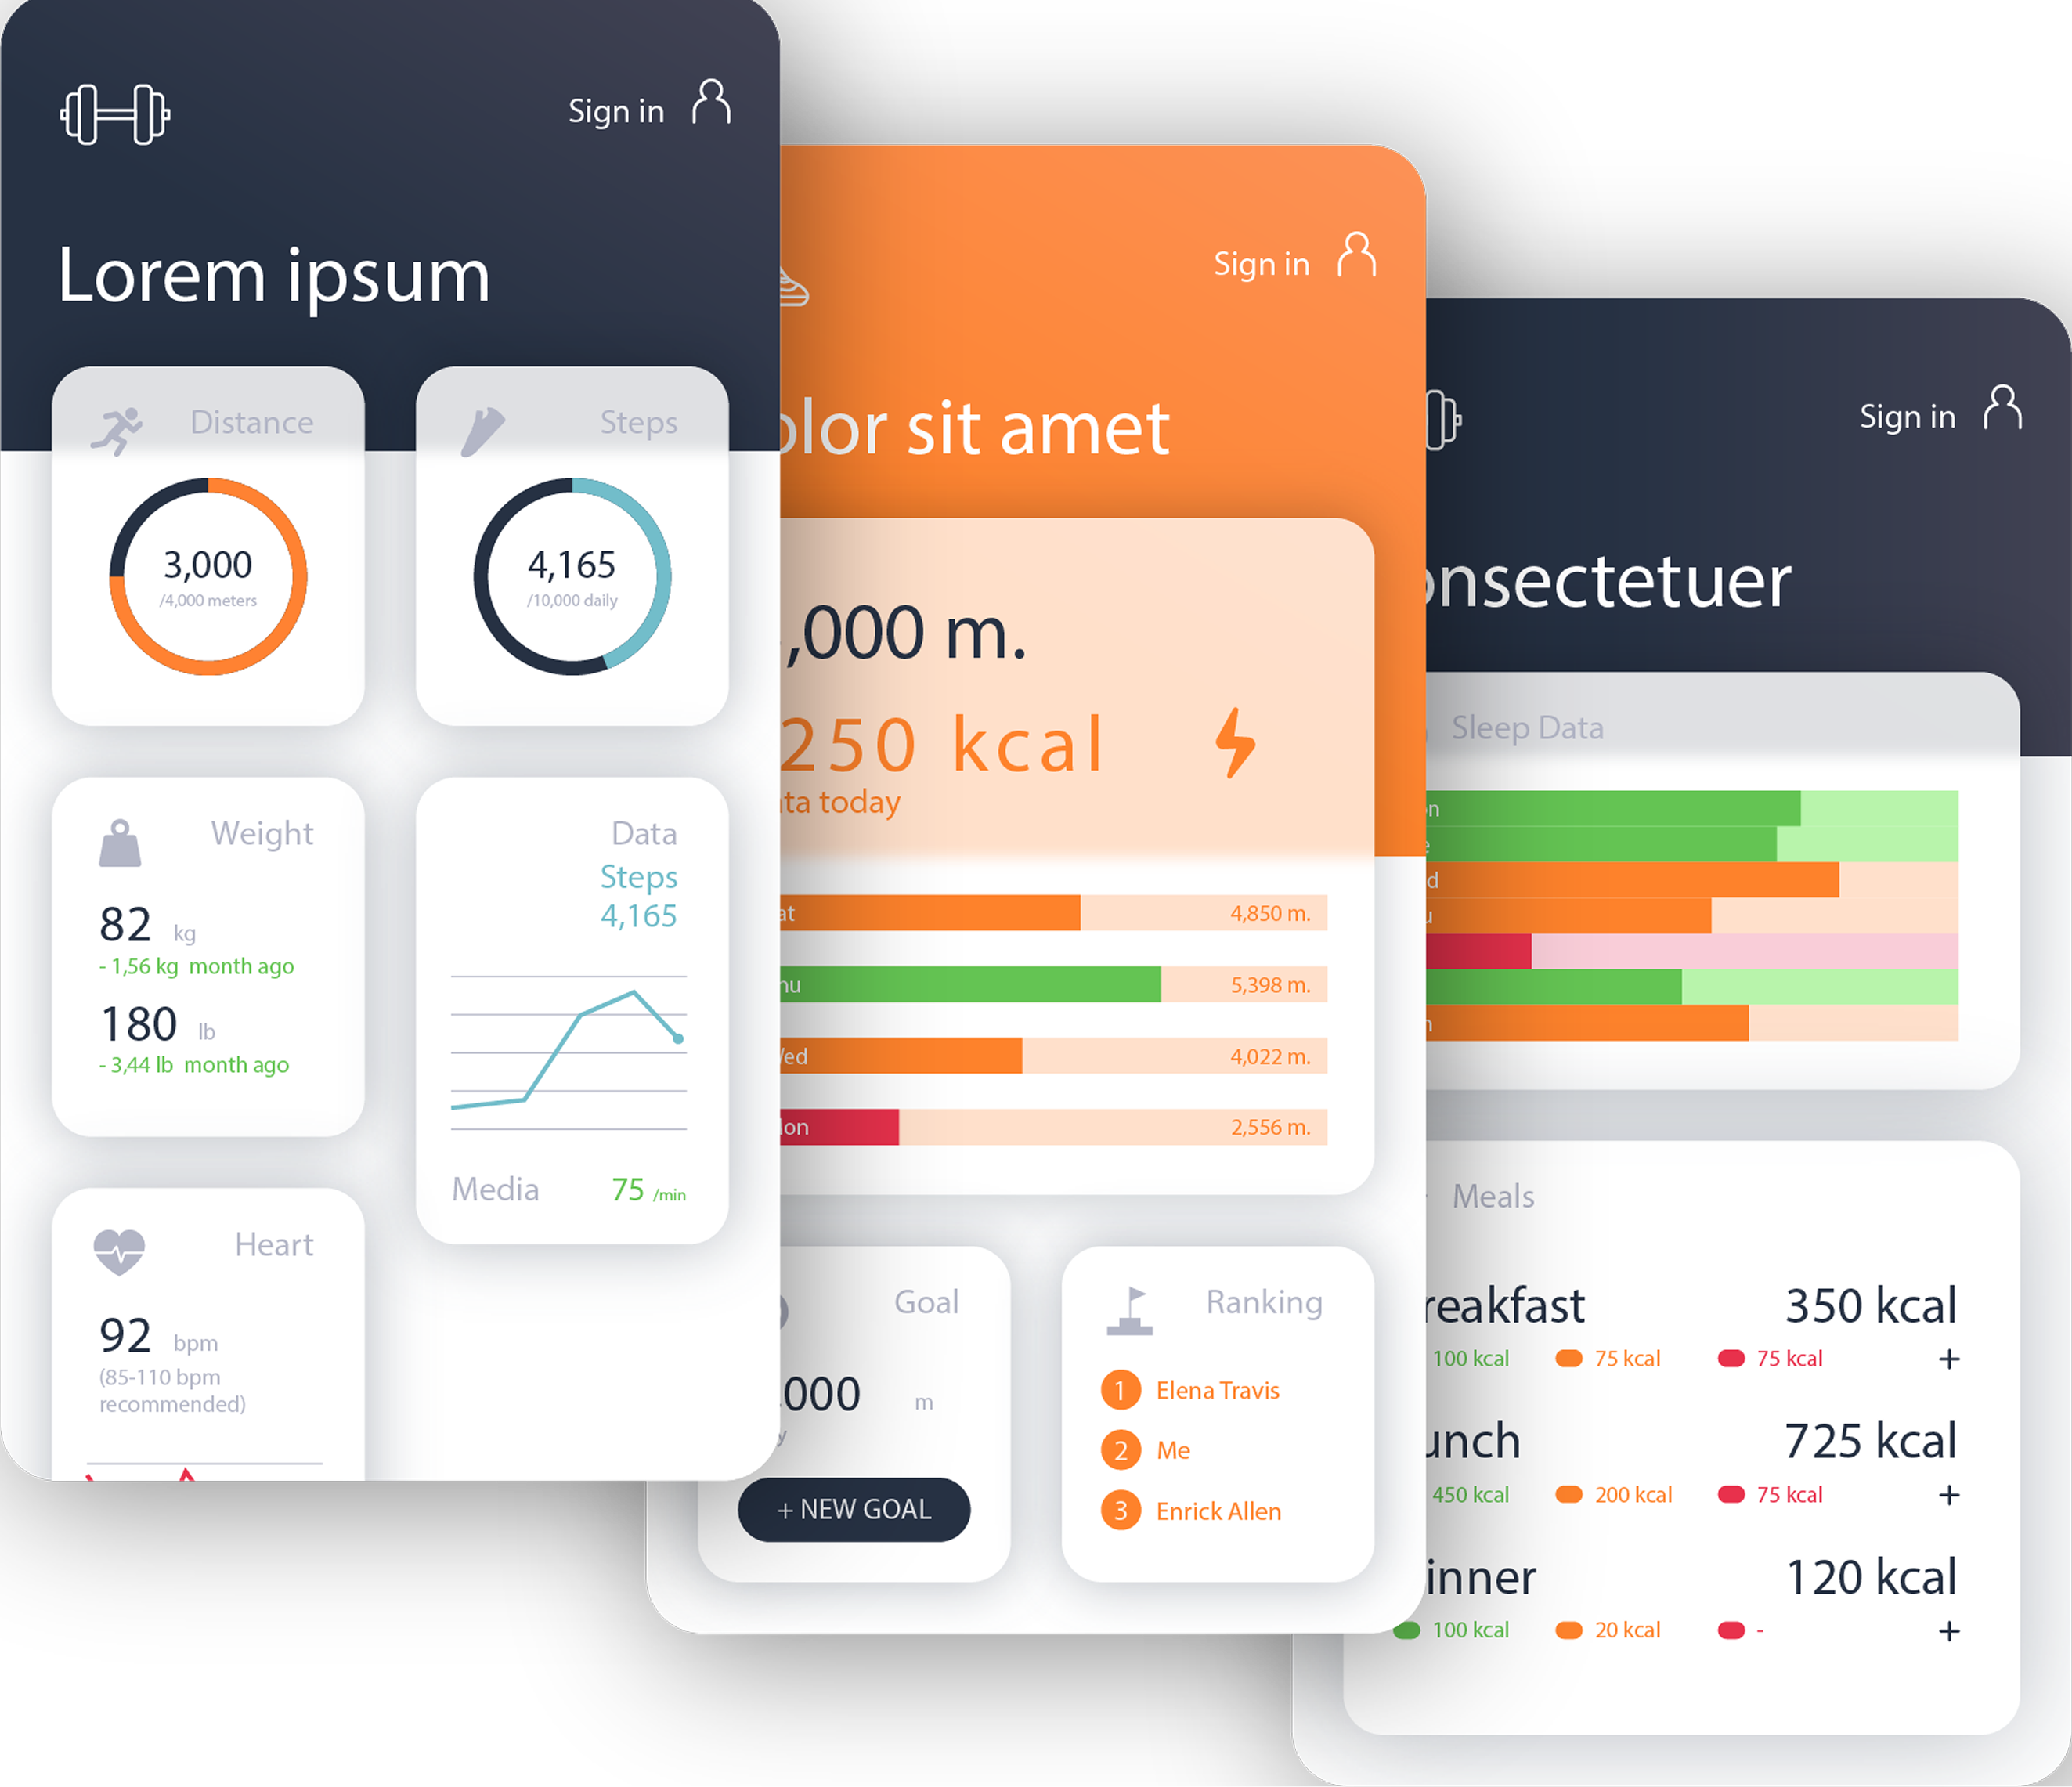 Sign in
Lorem ipsum
Distance
3,000
/4,000 meters
Steps
4,165
/10,000 daily
Weight
82 kg
- 1,56 kg month ago
180 lb
- 3,44 lb month ago
Data
Steps
4,165
Media 75 /min
Heart
92 bpm
(85-110 bpm
recommended)
Sign in
olor sit amet
,000 m.
250 kcal
ta today
at 4,850 m.
hu 5,398 m.
Wed 4,022 m.
on 2,556 m.
Goal
000 m
y
+ NEW GOAL
Ranking
1 Elena Travis
2 Me
3 Enrick Allen
Sign in
onsectetuer
Sleep Data
n
e
d
u
n
Meals
reakfast 350 kcal
100 kcal 75 kcal 75 kcal +
unch 725 kcal
450 kcal 200 kcal 75 kcal +
inner 120 kcal
100 kcal 20 kcal - +